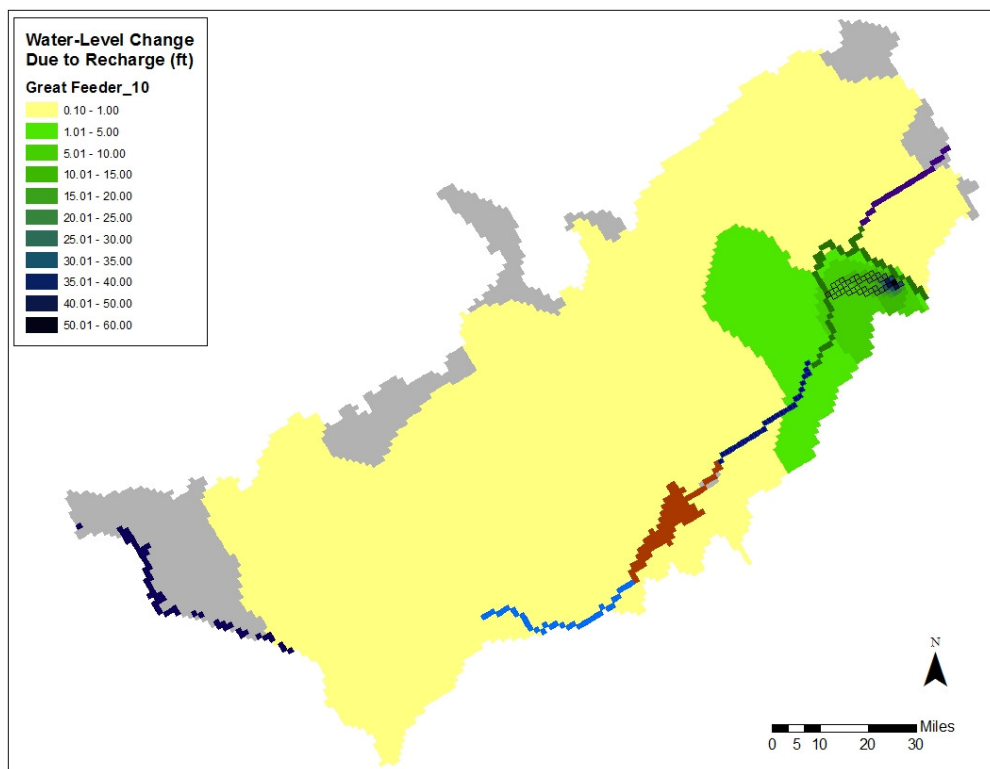 Water-Level Change
Due to Recharge (ft)
Great Feeder_10
0.10 - 1.00
1.01 - 5.00
5.01 - 10.00
10.01 - 15.00
15.01 - 20.00
20.01 - 25.00
25.01 - 30.00
30.01 - 35.00
35.01 - 40.00
40.01 - 50.00
50.01 - 60.00
N
Miles
0 5 10 20 30